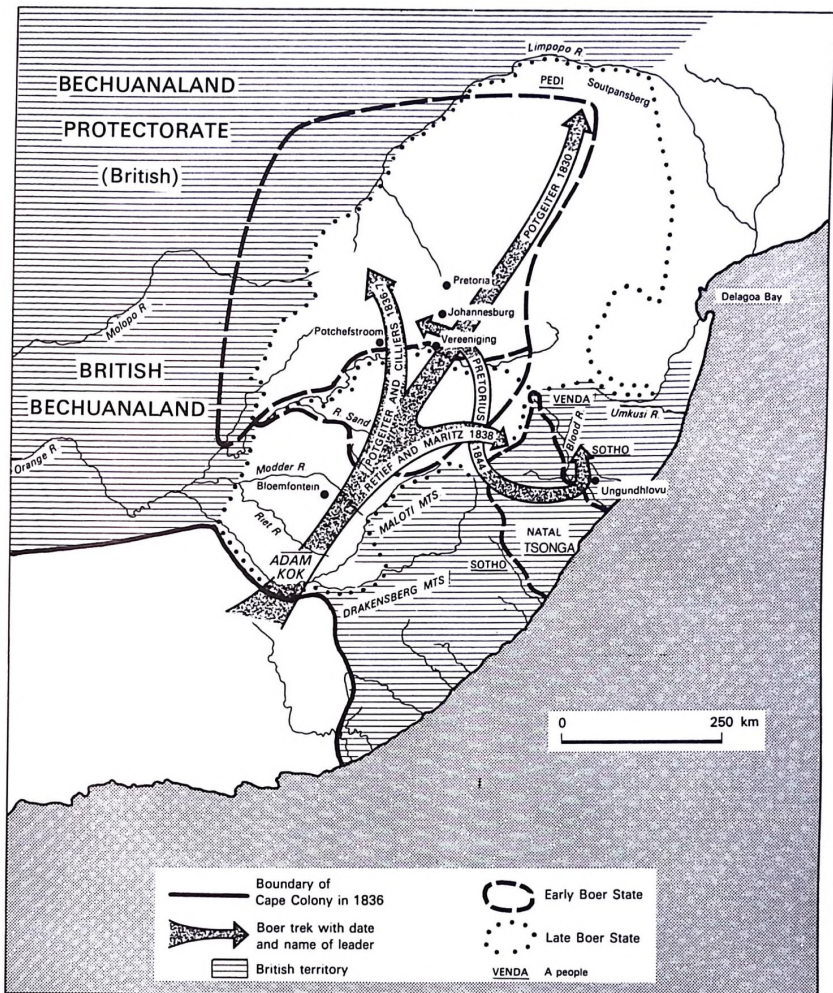 Limpopo R
PEDI
Soutpansberg
BECHUANALAND
PROTECTORATE
(British)
POTGEITER 1830
Pretoria
Johannesburg
Delagoa Bay
Molopo R
POTGEITER AND CILLIERS 1836-7
Potchefstroom
Vereeniging
BRITISH
BECHUANALAND
PRETORIUS
1844
VENDA
Umkusi R
R Sand
Blood R
RETIEF AND MARITZ 1838
SOTHO
Orange R
Modder R
Bloemfontein
Ungundhlovu
Riet R
MALOTI MTS
NATAL
TSONGA
ADAM
KOK
SOTHO
DRAKENSBERG MTS
0 250 km
Boundary of
Cape Colony in 1836
Boer trek with date
and name of leader
British territory
Early Boer State
Late Boer State
VENDA A people